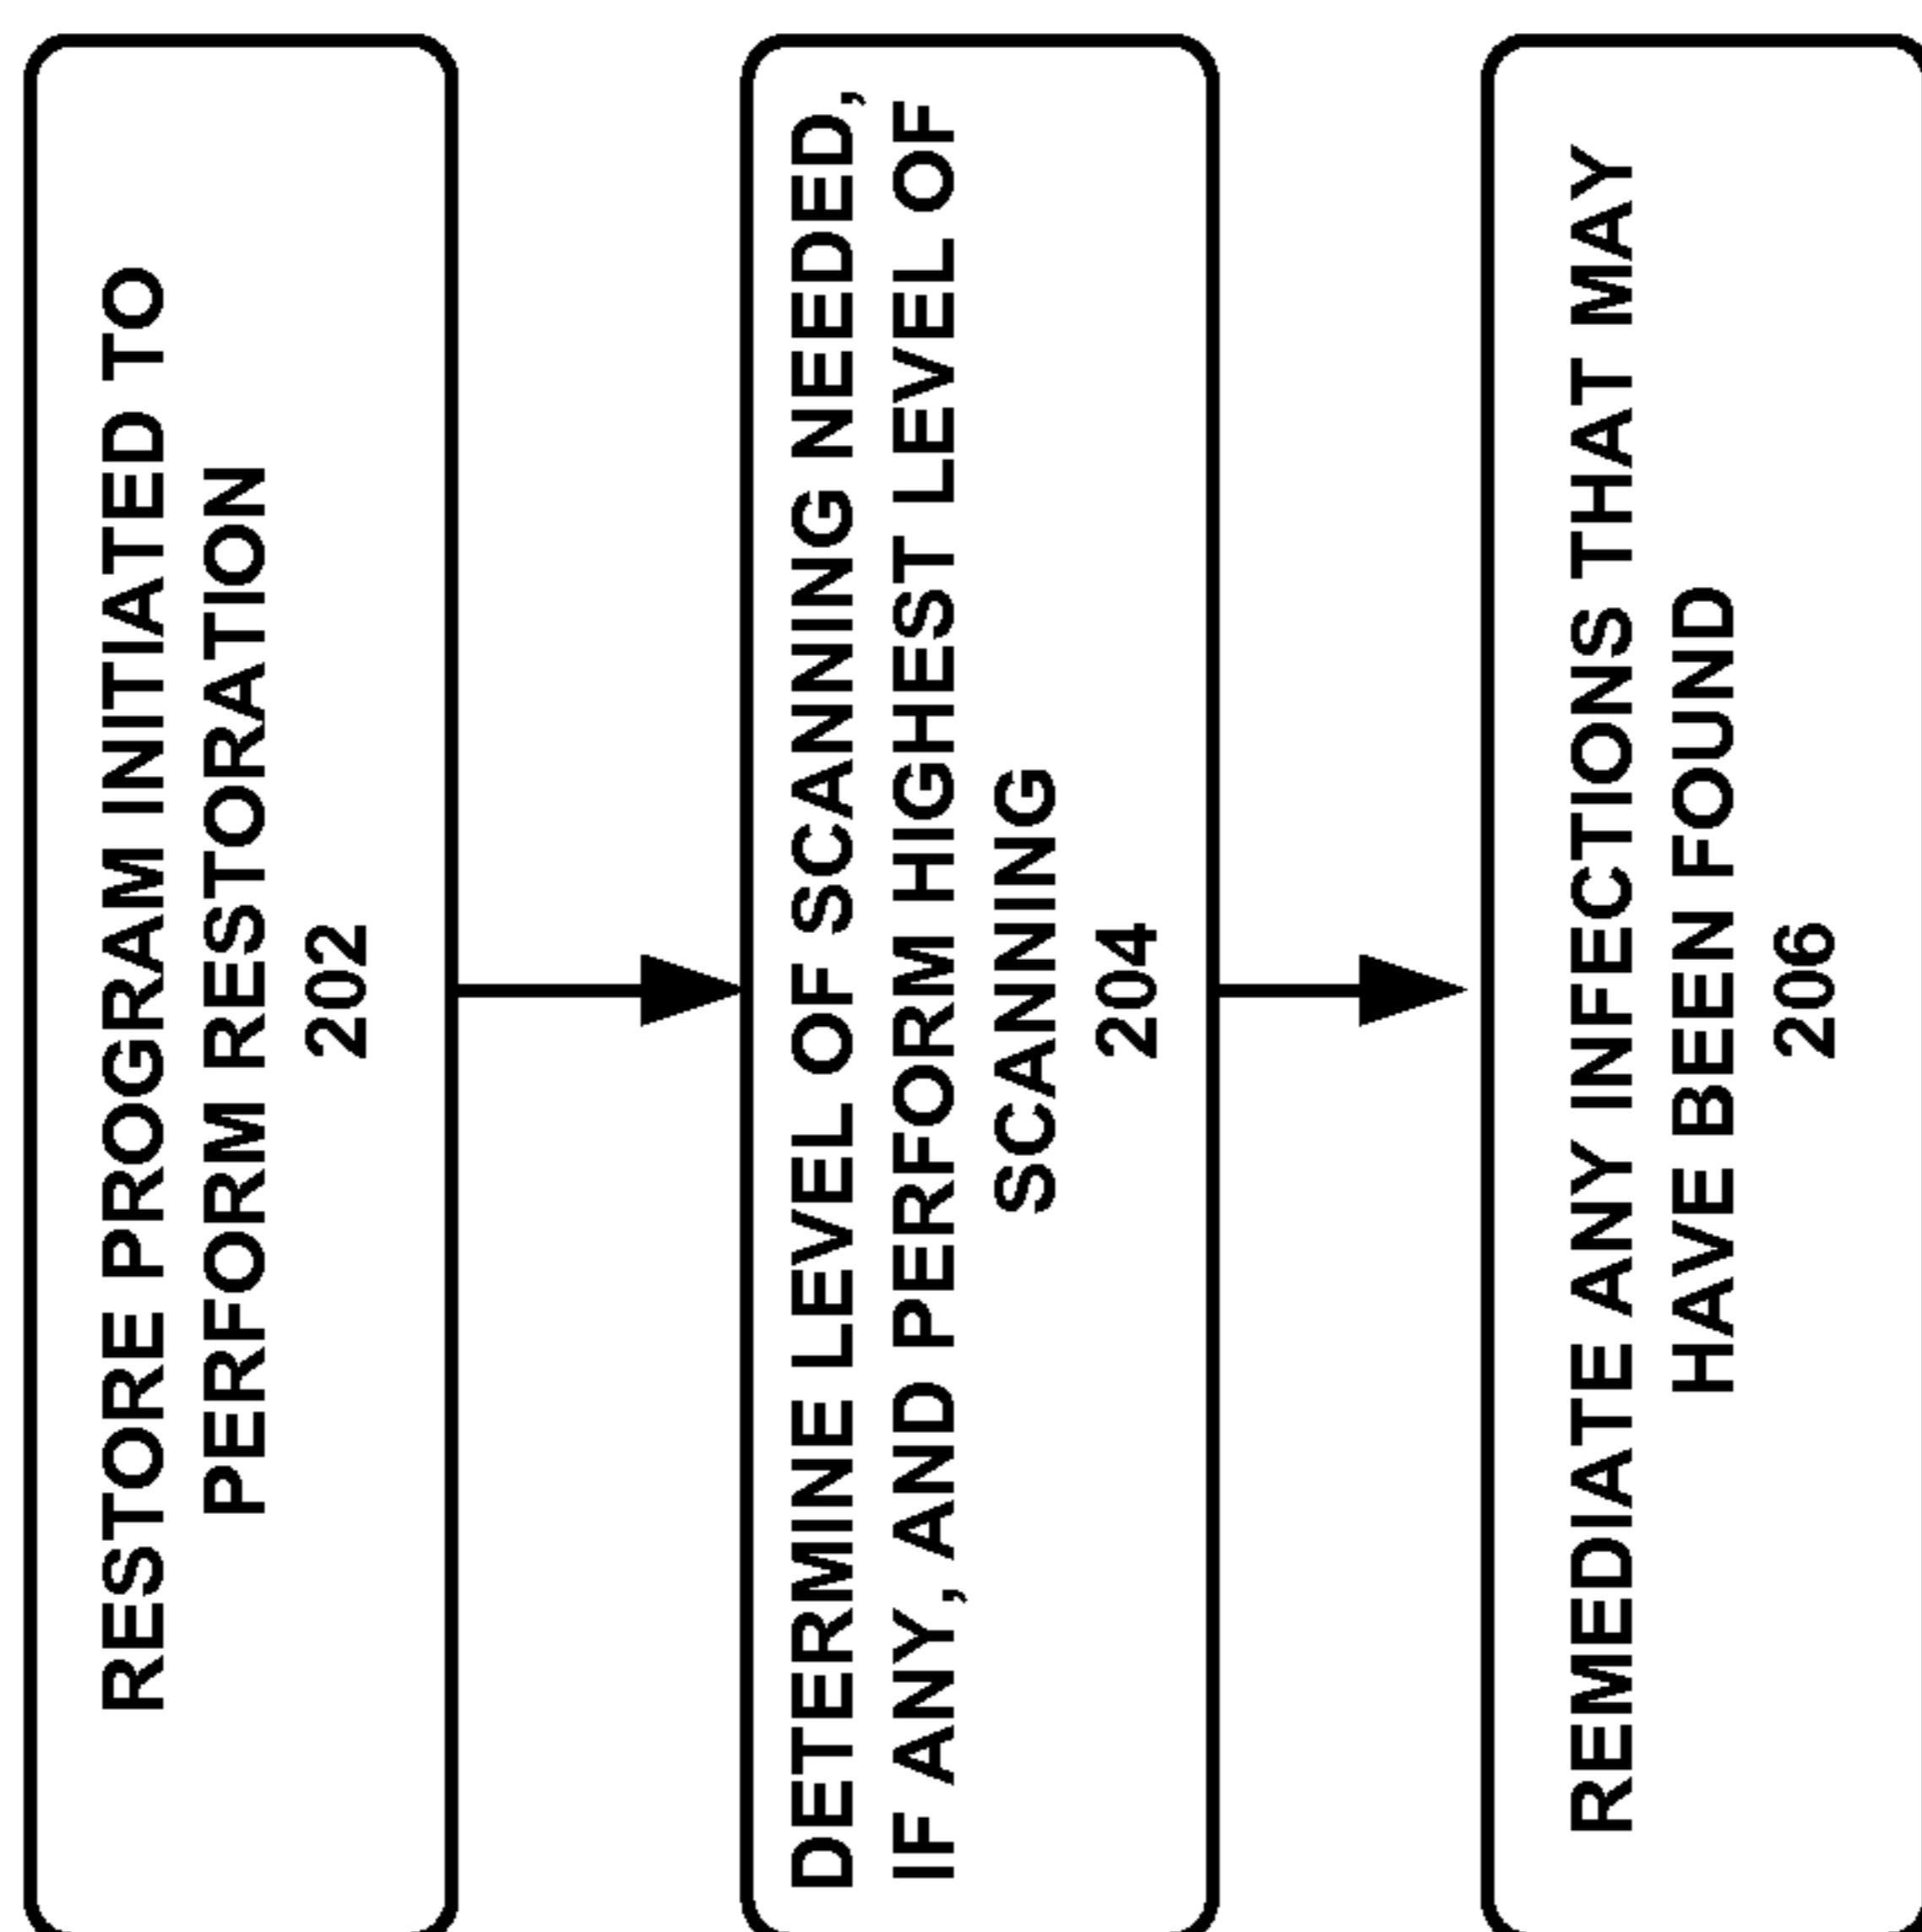 RESTORE PROGRAM INITIATED TO
PERFORM RESTORATION
202
DETERMINE LEVEL OF SCANNING NEEDED,
IF ANY, AND PERFORM HIGHEST LEVEL OF
SCANNING
204
REMEDIATE ANY INFECTIONS THAT MAY
HAVE BEEN FOUND
206